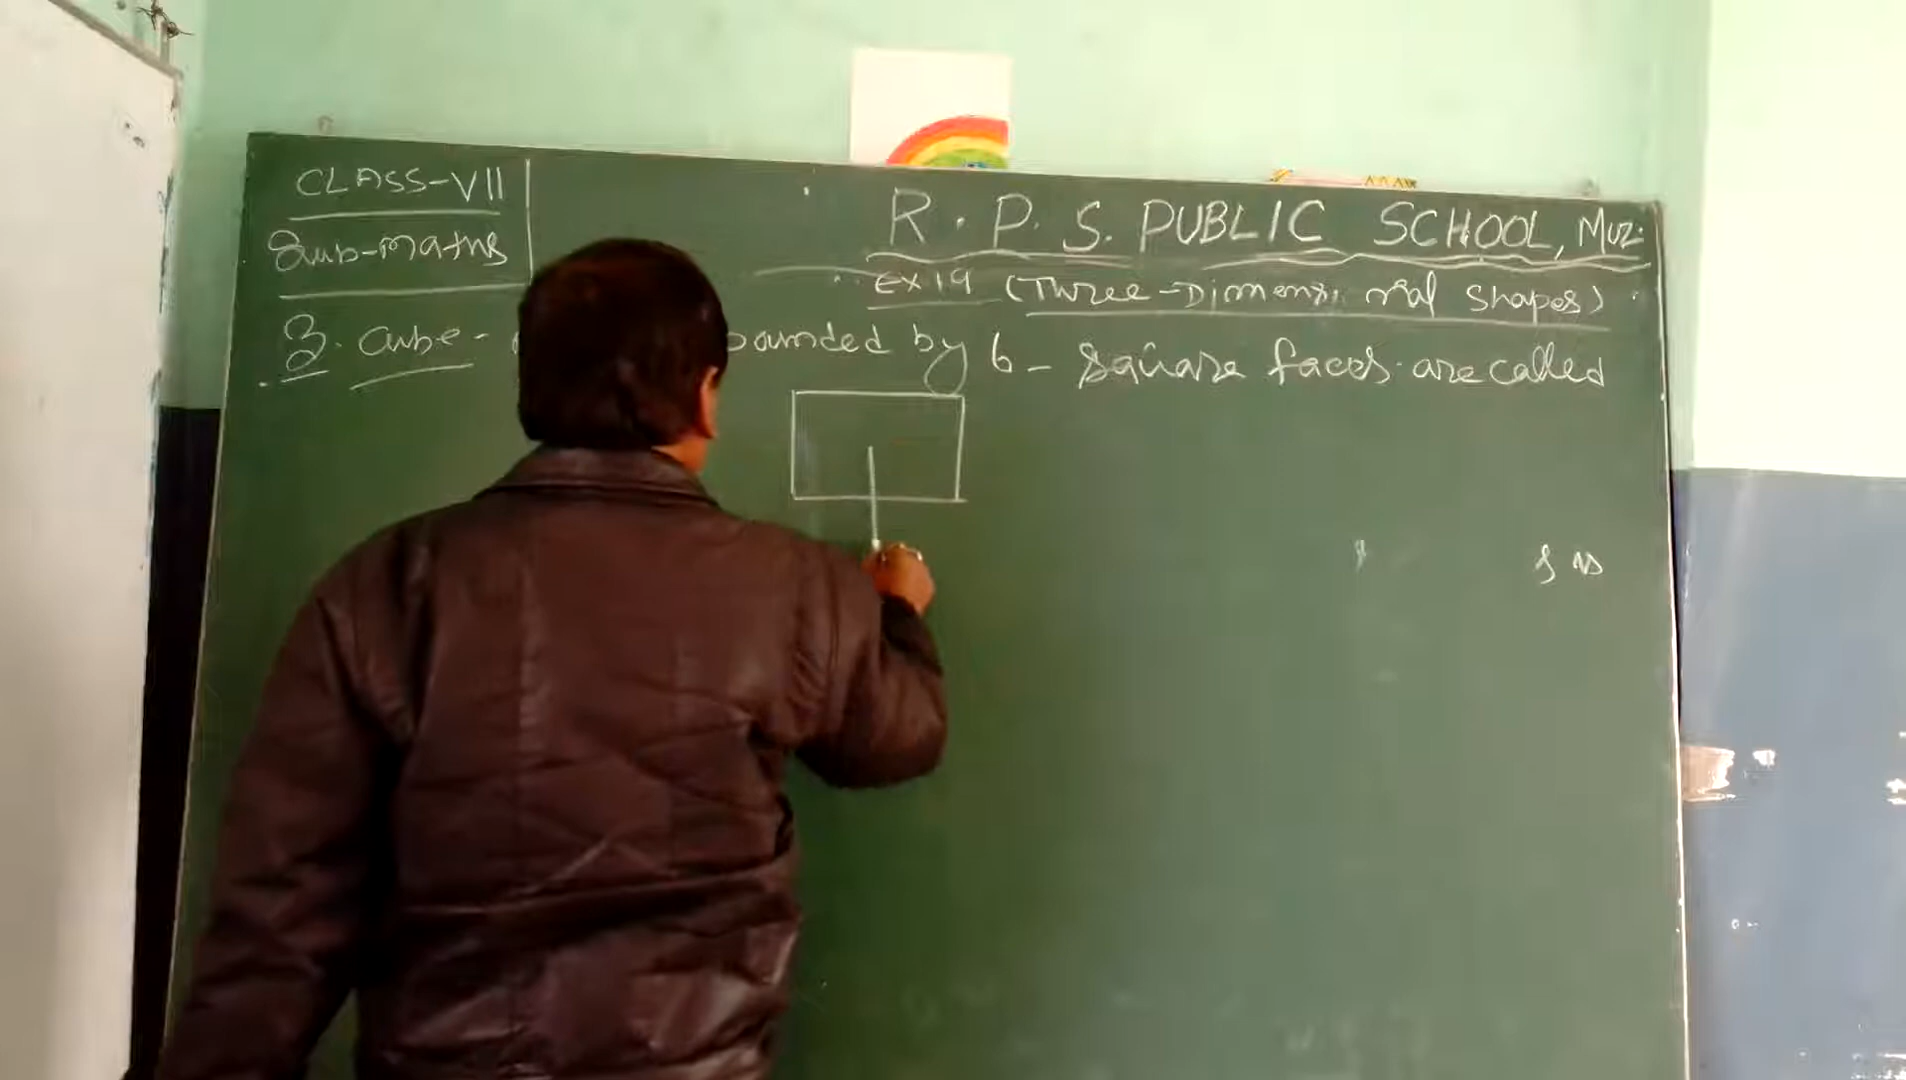 CLASS-VII
Sub-Maths
R. P. S. PUBLIC SCHOOL, MUZ.
EX 19 (Three-Dimensional Shapes)
3. Cube- bounded by 6- square faces are called